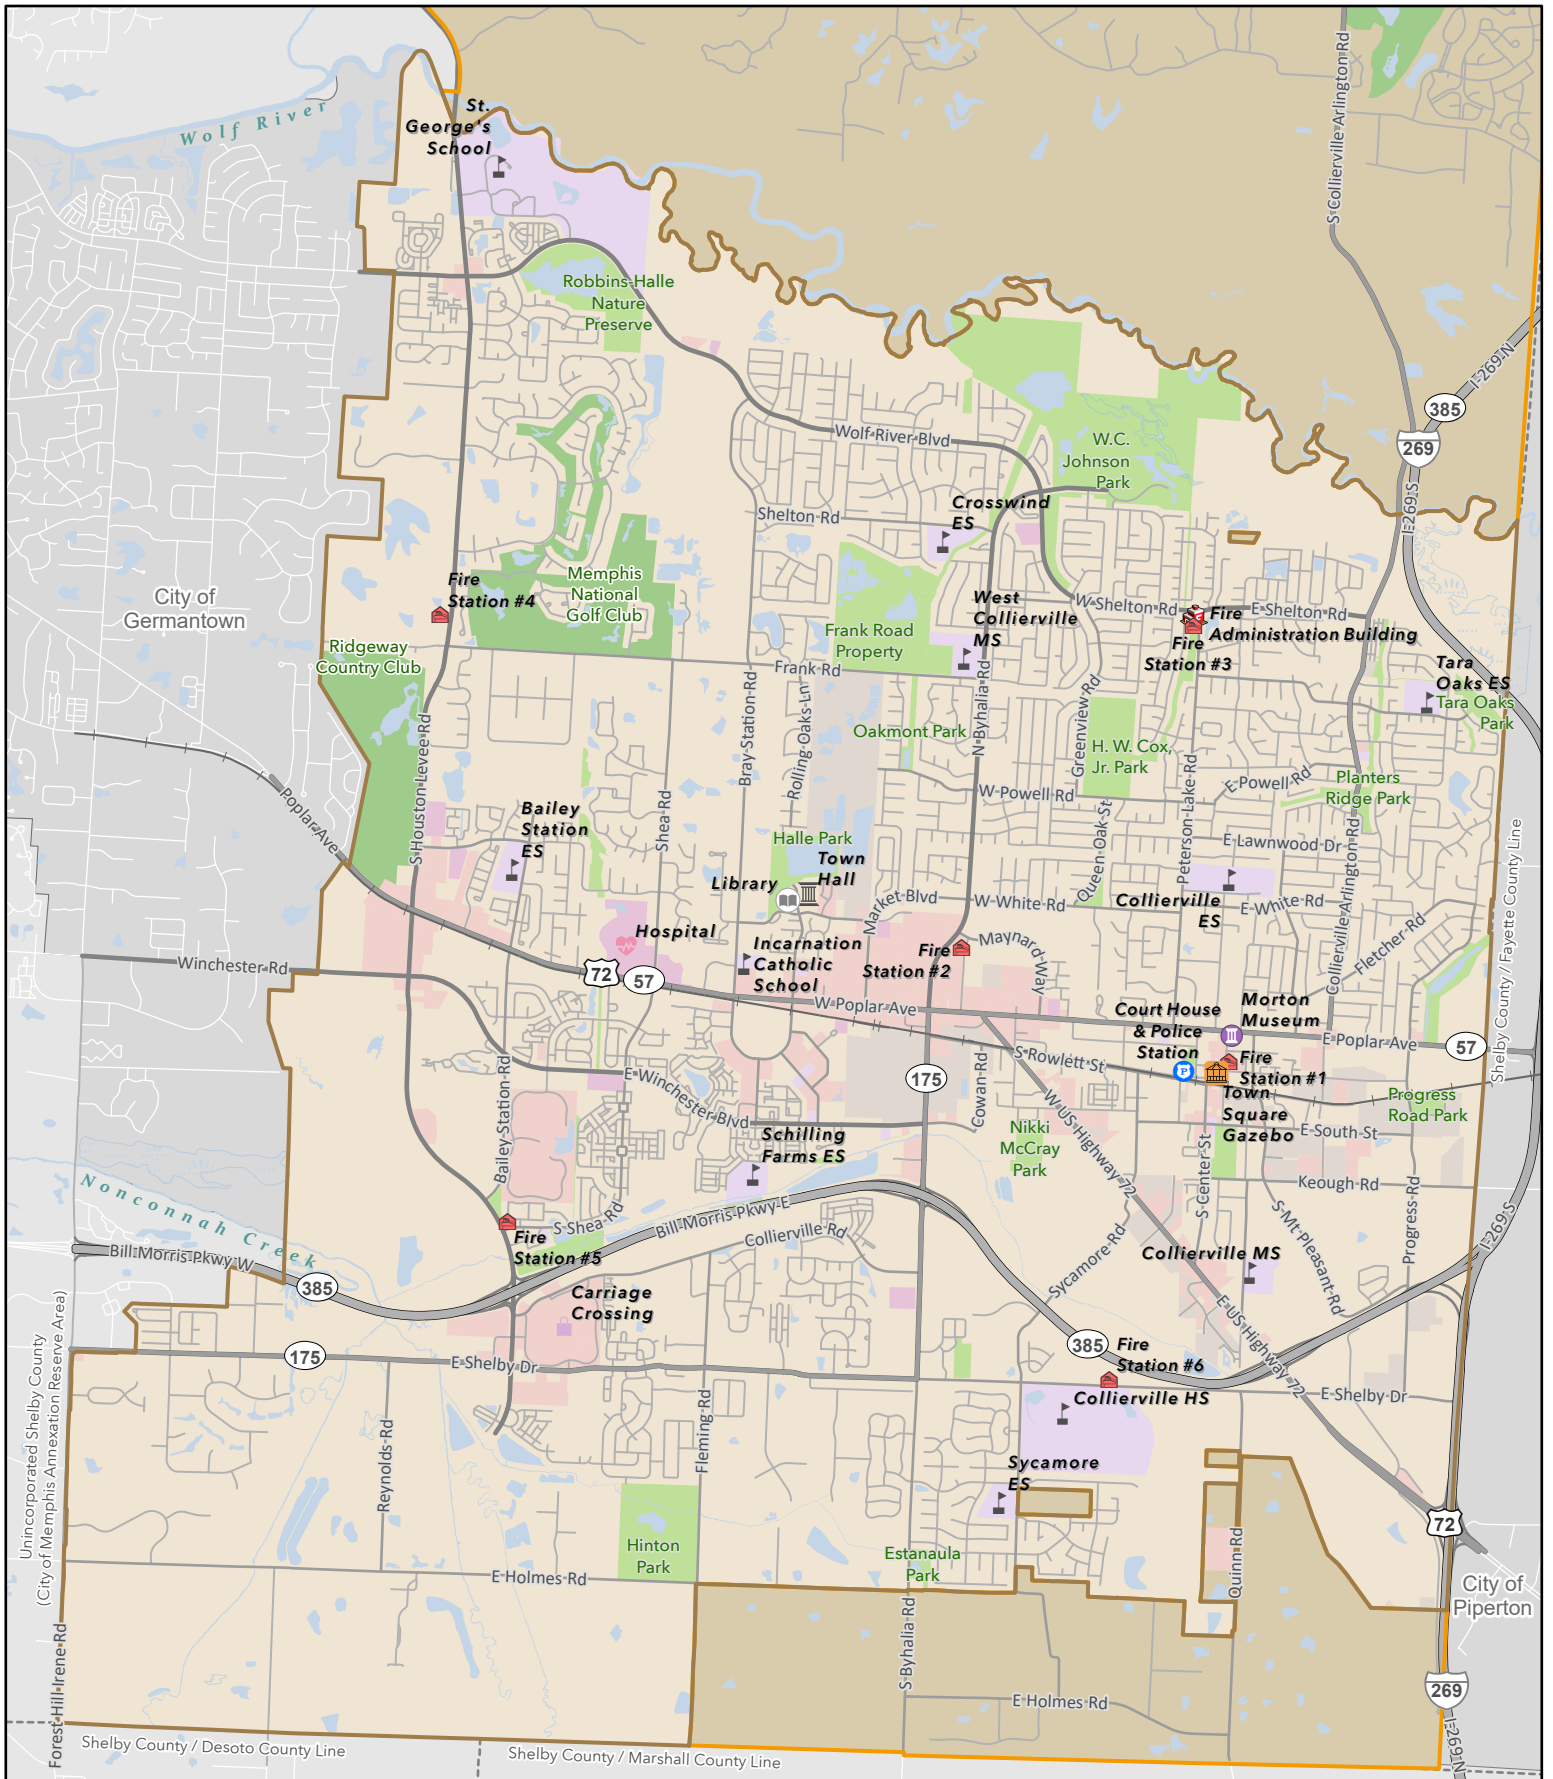 Wolf River
St.
George's
School
S Collierville Arlington Rd
Robbins-Halle
Nature
Preserve
I-269 N
385
269
I-269 S
Wolf River Blvd
W.C.
Johnson
Park
Crosswind
ES
Shelton Rd
City of
Germantown
Fire
Station #4
Memphis
National
Golf Club
Ridgeway
Country Club
Frank Road
Property
West
Collierville
MS
W Shelton Rd
E Shelton Rd
Fire
Administration Building
Fire
Station #3
Frank Rd
Tara
Oaks ES
Tara Oaks
Park
S Houston Levee Rd
Bray Station Rd
Rolling Oaks Ln
Oakmont Park
N Byhalia Rd
Greenview Rd
H. W. Cox,
Jr. Park
Peterson Lake Rd
E Powell Rd
Planters
Ridge Park
W Powell Rd
Poplar Ave
Bailey
Station
ES
Shea Rd
Halle Park
Town
Hall
Library
Queen Oak St
E Lawnwood Dr
Collierville Arlington Rd
Shelby County / Fayette County Line
Market Blvd
W White Rd
Collierville
ES
E White Rd
Fletcher Rd
Hospital
Incarnation
Catholic
School
Fire
Station #2
Maynard Way
Winchester Rd
72
57
W Poplar Ave
Court House
& Police
Station
Morton
Museum
E Poplar Ave
57
S Rowlett St
Fire
Station #1
Town
Square
Gazebo
P
175
Cowan Rd
Bailey Station Rd
E Winchester Blvd
W US Highway 72
Progress
Road Park
E South St
Nikki
McCray
Park
Schilling
Farms ES
S Center St
Keough Rd
Nonconnah Creek
S Shea Rd
Bill Morris Pkwy E
Collierville Rd
Sycamore Rd
S Mt Pleasant Rd
Progress Rd
I-269 S
Fire
Station #5
Bill Morris Pkwy W
385
Collierville MS
Carriage
Crossing
E US Highway 72
385
Fire
Station #6
175
E Shelby Dr
Collierville HS
E Shelby Dr
Unincorporated Shelby County
(City of Memphis Annexation Reserve Area)
Reynolds Rd
Fleming Rd
Sycamore
ES
72
Hinton
Park
Estanaula
Park
Quinn Rd
E Holmes Rd
City of
Piperton
Forest Hill Irene Rd
S Byhalia Rd
E Holmes Rd
269
I-269 N
Shelby County / Desoto County Line
Shelby County / Marshall County Line